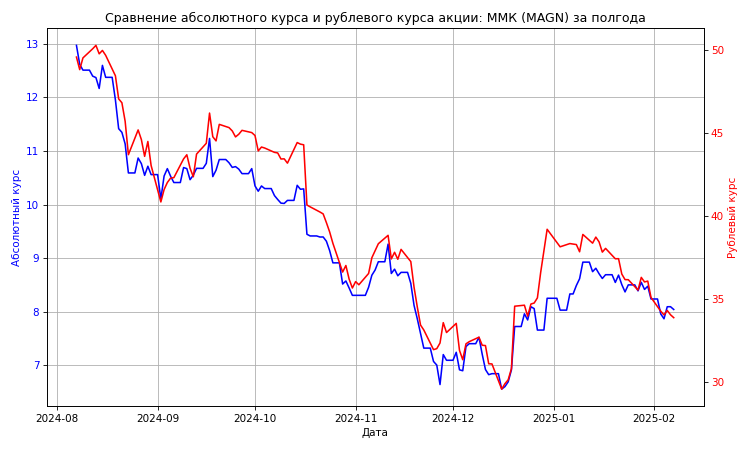 Сравнение абсолютного курса и рублевого курса акции: ММК (MAGN) за полгода
Абсолютный курс
13
12
11
10
9
8
7
50
45
40
35
30
Рублевый курс
2024-08 2024-09 2024-10 2024-11 2024-12 2025-01 2025-02
Дата